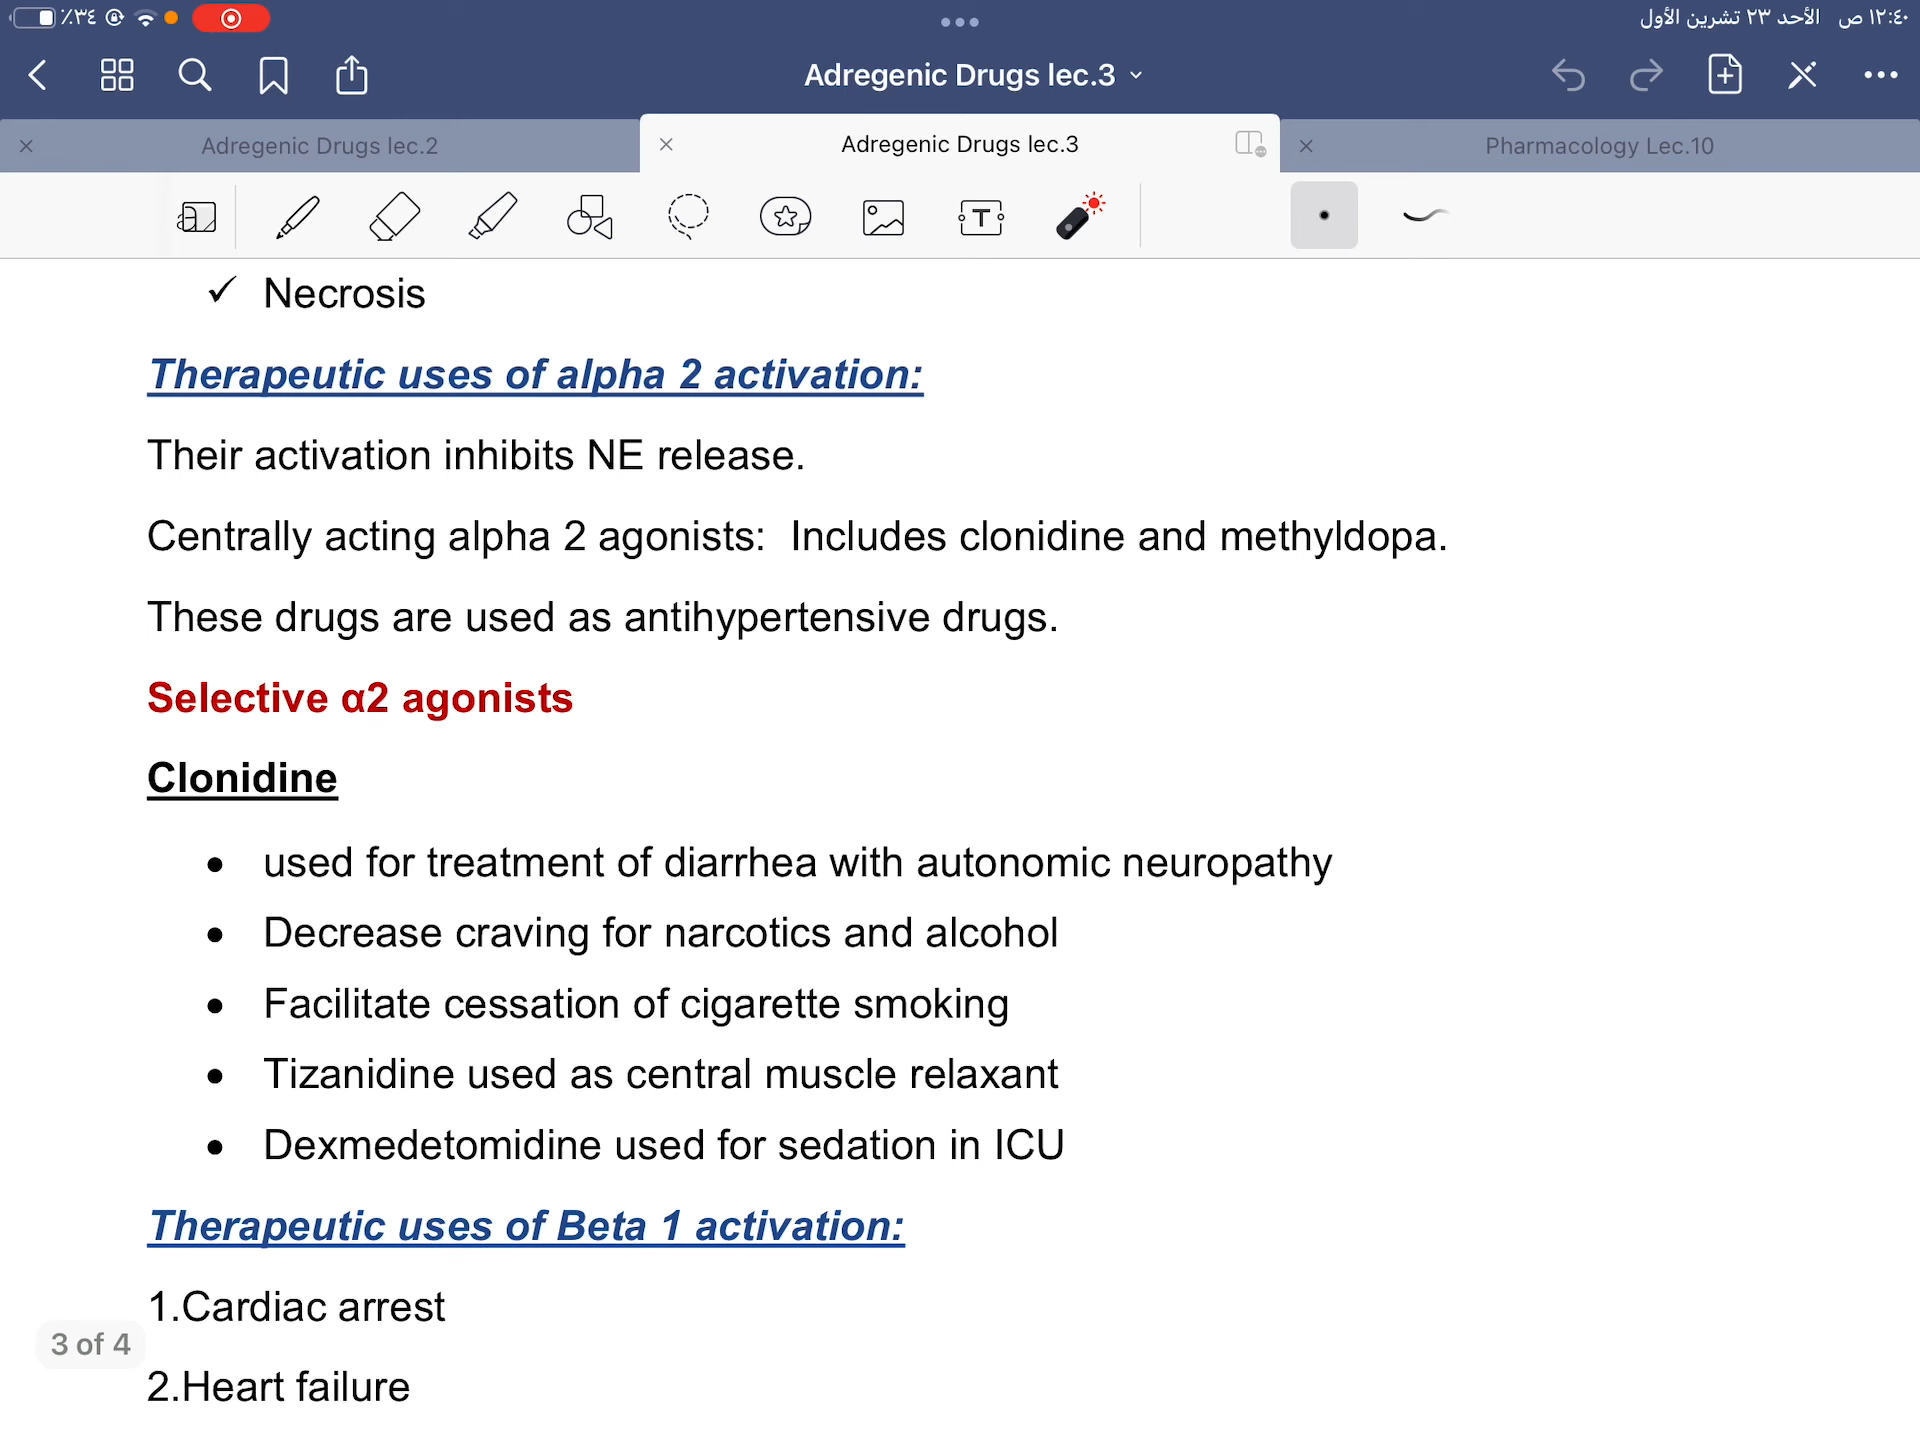 ٪٣٤
١٢:٤٠ ص الأحد ٢٣ تشرين الأول
Adregenic Drugs lec.3
Adregenic Drugs lec.2
Adregenic Drugs lec.3
Pharmacology Lec.10
✓ Necrosis
Therapeutic uses of alpha 2 activation:
Their activation inhibits NE release.
Centrally acting alpha 2 agonists: Includes clonidine and methyldopa.
These drugs are used as antihypertensive drugs.
Selective α2 agonists
Clonidine
• used for treatment of diarrhea with autonomic neuropathy
• Decrease craving for narcotics and alcohol
• Facilitate cessation of cigarette smoking
• Tizanidine used as central muscle relaxant
• Dexmedetomidine used for sedation in ICU
Therapeutic uses of Beta 1 activation:
1.Cardiac arrest
3 of 4
2.Heart failure